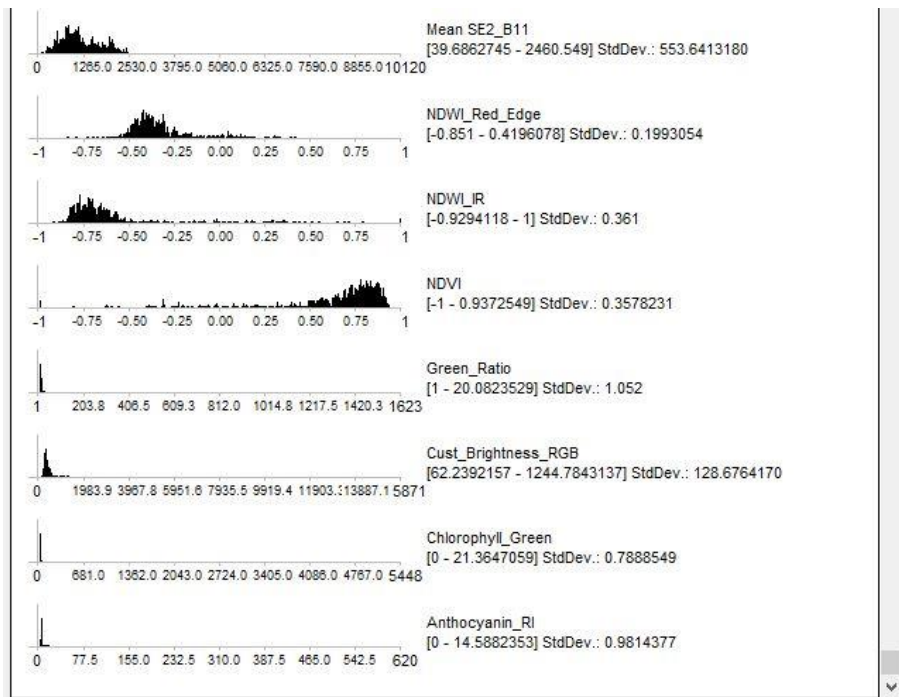 Mean SE2_B11
[39.6862745 - 2460.549] StdDev.: 553.6413180
0 1265.0 2530.0 3795.0 5060.0 6325.0 7590.0 8855.0 10120
NDWI_Red_Edge
[-0.851 - 0.4196078] StdDev.: 0.1993054
-1 -0.75 -0.50 -0.25 0.00 0.25 0.50 0.75 1
NDWI_IR
[-0.9294118 - 1] StdDev.: 0.361
-1 -0.75 -0.50 -0.25 0.00 0.25 0.50 0.75 1
NDVI
[-1 - 0.9372549] StdDev.: 0.3578231
-1 -0.75 -0.50 -0.25 0.00 0.25 0.50 0.75 1
Green_Ratio
[1 - 20.0823529] StdDev.: 1.052
1 203.8 406.5 609.3 812.0 1014.8 1217.5 1420.3 1623
Cust_Brightness_RGB
[62.2392157 - 1244.7843137] StdDev.: 128.6764170
0 1983.9 3967.8 5951.6 7935.5 9919.4 11903.3 13887.1 5871
Chlorophyll_Green
[0 - 21.3647059] StdDev.: 0.7888549
0 681.0 1362.0 2043.0 2724.0 3405.0 4086.0 4767.0 5448
Anthocyanin_RI
[0 - 14.5882353] StdDev.: 0.9814377
0 77.5 155.0 232.5 310.0 387.5 465.0 542.5 620